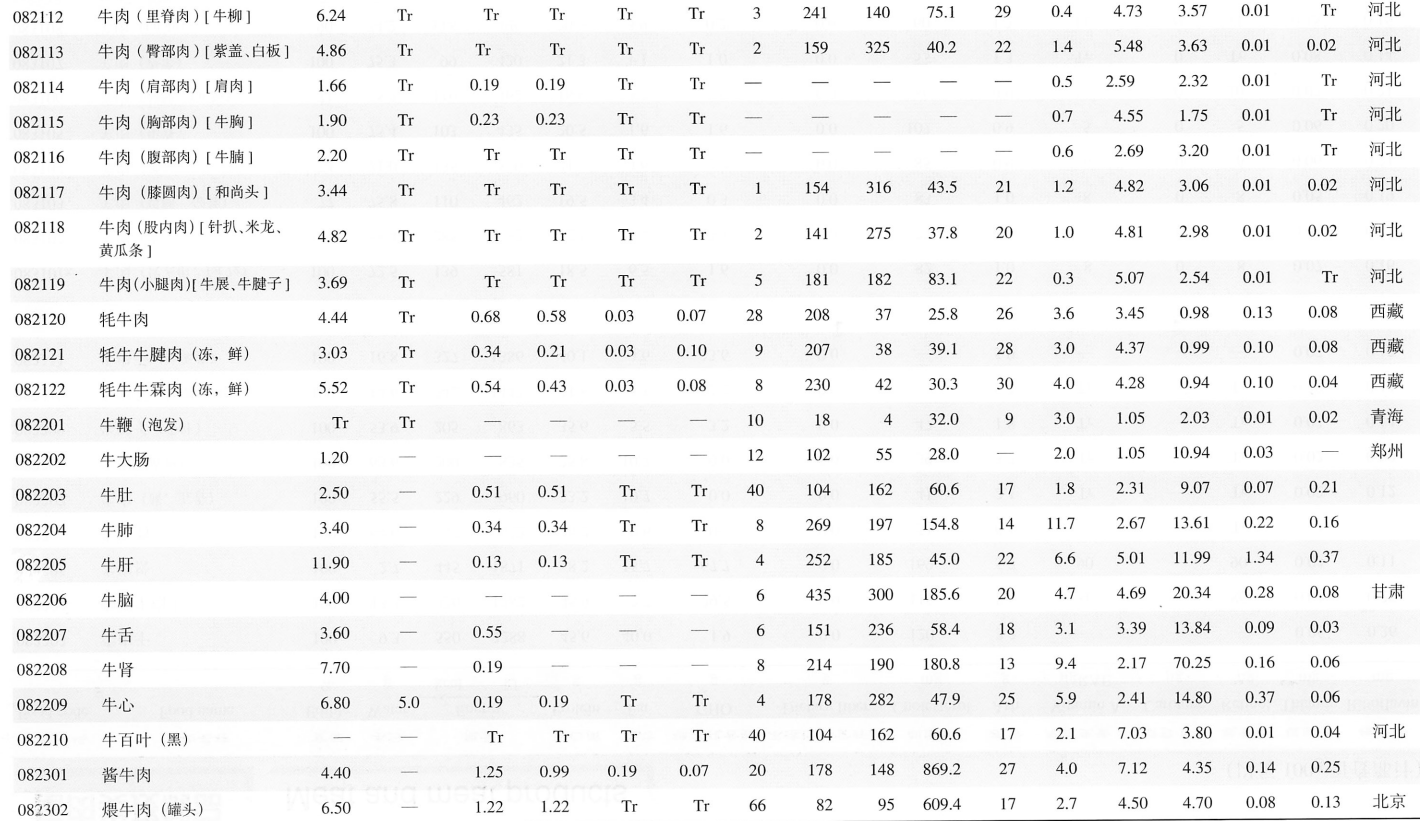 082112 牛肉（里脊肉）[牛柳] 6.24 Tr Tr Tr Tr Tr 3 241 140 75.1 29 0.4 4.73 3.57 0.01 Tr 河北
082113 牛肉（臀部肉）[紫盖、白板] 4.86 Tr Tr Tr Tr Tr 2 159 325 40.2 22 1.4 5.48 3.63 0.01 0.02 河北
082114 牛肉（肩部肉）[肩肉] 1.66 Tr 0.19 0.19 Tr Tr — — — — — 0.5 2.59 2.32 0.01 Tr 河北
082115 牛肉（胸部肉）[牛胸] 1.90 Tr 0.23 0.23 Tr Tr — — — — — 0.7 4.55 1.75 0.01 Tr 河北
082116 牛肉（腹部肉）[牛腩] 2.20 Tr Tr Tr Tr Tr — — — — — 0.6 2.69 3.20 0.01 Tr 河北
082117 牛肉（膝圆肉）[和尚头] 3.44 Tr Tr Tr Tr Tr 1 154 316 43.5 21 1.2 4.82 3.06 0.01 0.02 河北
082118 牛肉（股内肉）[针扒、米龙、 4.82 Tr Tr Tr Tr Tr 2 141 275 37.8 20 1.0 4.81 2.98 0.01 0.02 河北
黄瓜条]
082119 牛肉(小腿肉)[牛展、牛腱子] 3.69 Tr Tr Tr Tr Tr 5 181 182 83.1 22 0.3 5.07 2.54 0.01 Tr 河北
082120 牦牛肉 4.44 Tr 0.68 0.58 0.03 0.07 28 208 37 25.8 26 3.6 3.45 0.98 0.13 0.08 西藏
082121 牦牛牛腱肉（冻，鲜） 3.03 Tr 0.34 0.21 0.03 0.10 9 207 38 39.1 28 3.0 4.37 0.99 0.10 0.08 西藏
082122 牦牛牛霖肉（冻，鲜） 5.52 Tr 0.54 0.43 0.03 0.08 8 230 42 30.3 30 4.0 4.28 0.94 0.10 0.04 西藏
082201 牛鞭（泡发） Tr Tr — — — — 10 18 4 32.0 9 3.0 1.05 2.03 0.01 0.02 青海
082202 牛大肠 1.20 — — — — — 12 102 55 28.0 — 2.0 1.05 10.94 0.03 — 郑州
082203 牛肚 2.50 — 0.51 0.51 Tr Tr 40 104 162 60.6 17 1.8 2.31 9.07 0.07 0.21
082204 牛肺 3.40 — 0.34 0.34 Tr Tr 8 269 197 154.8 14 11.7 2.67 13.61 0.22 0.16
082205 牛肝 11.90 — 0.13 0.13 Tr Tr 4 252 185 45.0 22 6.6 5.01 11.99 1.34 0.37
082206 牛脑 4.00 — — — — — 6 435 300 185.6 20 4.7 4.69 20.34 0.28 0.08 甘肃
082207 牛舌 3.60 — 0.55 — — — 6 151 236 58.4 18 3.1 3.39 13.84 0.09 0.03
082208 牛肾 7.70 — 0.19 — — — 8 214 190 180.8 13 9.4 2.17 70.25 0.16 0.06
082209 牛心 6.80 5.0 0.19 0.19 Tr Tr 4 178 282 47.9 25 5.9 2.41 14.80 0.37 0.06
082210 牛百叶（黑） — — Tr Tr Tr Tr 40 104 162 60.6 17 2.1 7.03 3.80 0.01 0.04 河北
082301 酱牛肉 4.40 — 1.25 0.99 0.19 0.07 20 178 148 869.2 27 4.0 7.12 4.35 0.14 0.25
082302 煨牛肉（罐头） 6.50 — 1.22 1.22 Tr Tr 66 82 95 609.4 17 2.7 4.50 4.70 0.08 0.13 北京